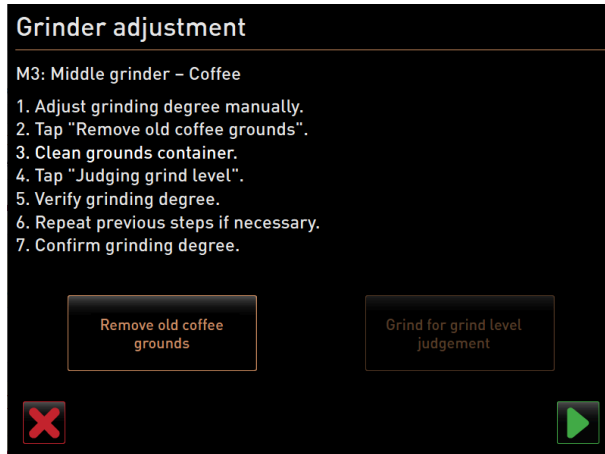 Grinder adjustment
M3: Middle grinder – Coffee
1. Adjust grinding degree manually.
2. Tap "Remove old coffee grounds".
3. Clean grounds container.
4. Tap "Judging grind level".
5. Verify grinding degree.
6. Repeat previous steps if necessary.
7. Confirm grinding degree.
Remove old coffee
grounds
Grind for grind level
judgement